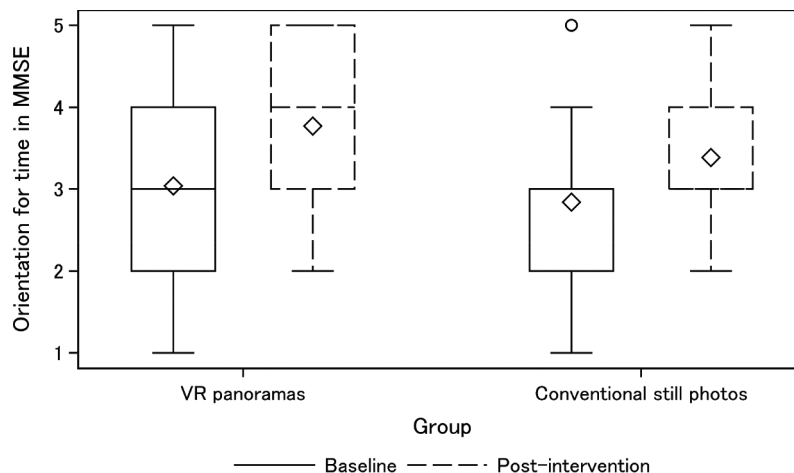 Orientation for time in MMSE
5
4
3
2
1
VR panoramas
Conventional still photos
Group
Baseline
Post-intervention